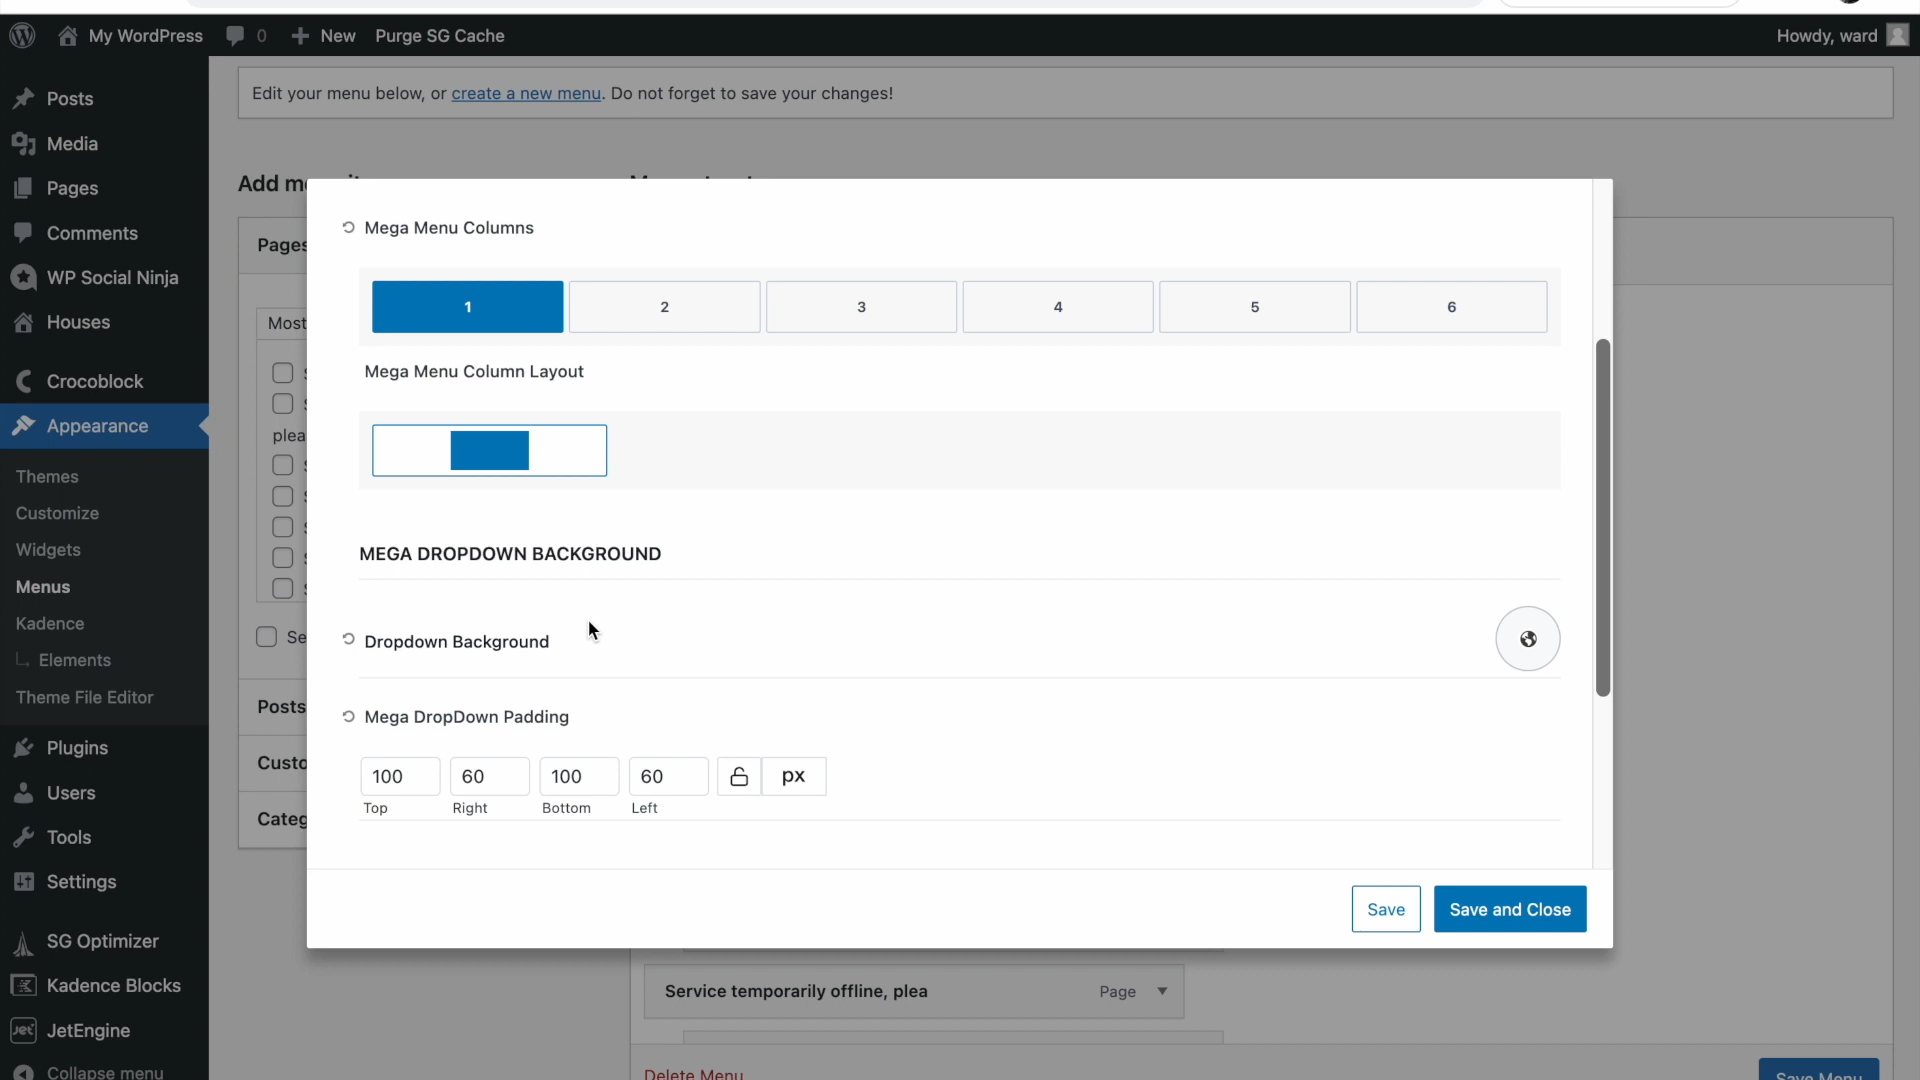 My WordPress 0 New Purge SG Cache Howdy, ward
Posts
Media
Pages
Comments
WP Social Ninja
Houses
Crocoblock
Appearance
Themes
Customize
Widgets
Menus
Kadence
Elements
Theme File Editor
Plugins
Users
Tools
Settings
SG Optimizer
Kadence Blocks
JetEngine
Collapse menu
Edit your menu below, or create a new menu. Do not forget to save your changes!
Add
Pages
Most
plea
Se
Posts
Mega Menu Columns
1 2 3 4 5 6
Mega Menu Column Layout
MEGA DROPDOWN BACKGROUND
Dropdown Background
Mega DropDown Padding
100 60 100 60 px
Top Right Bottom Left
Save Save and Close
Service temporarily offline, plea Page
Delete Menu
Save Menu